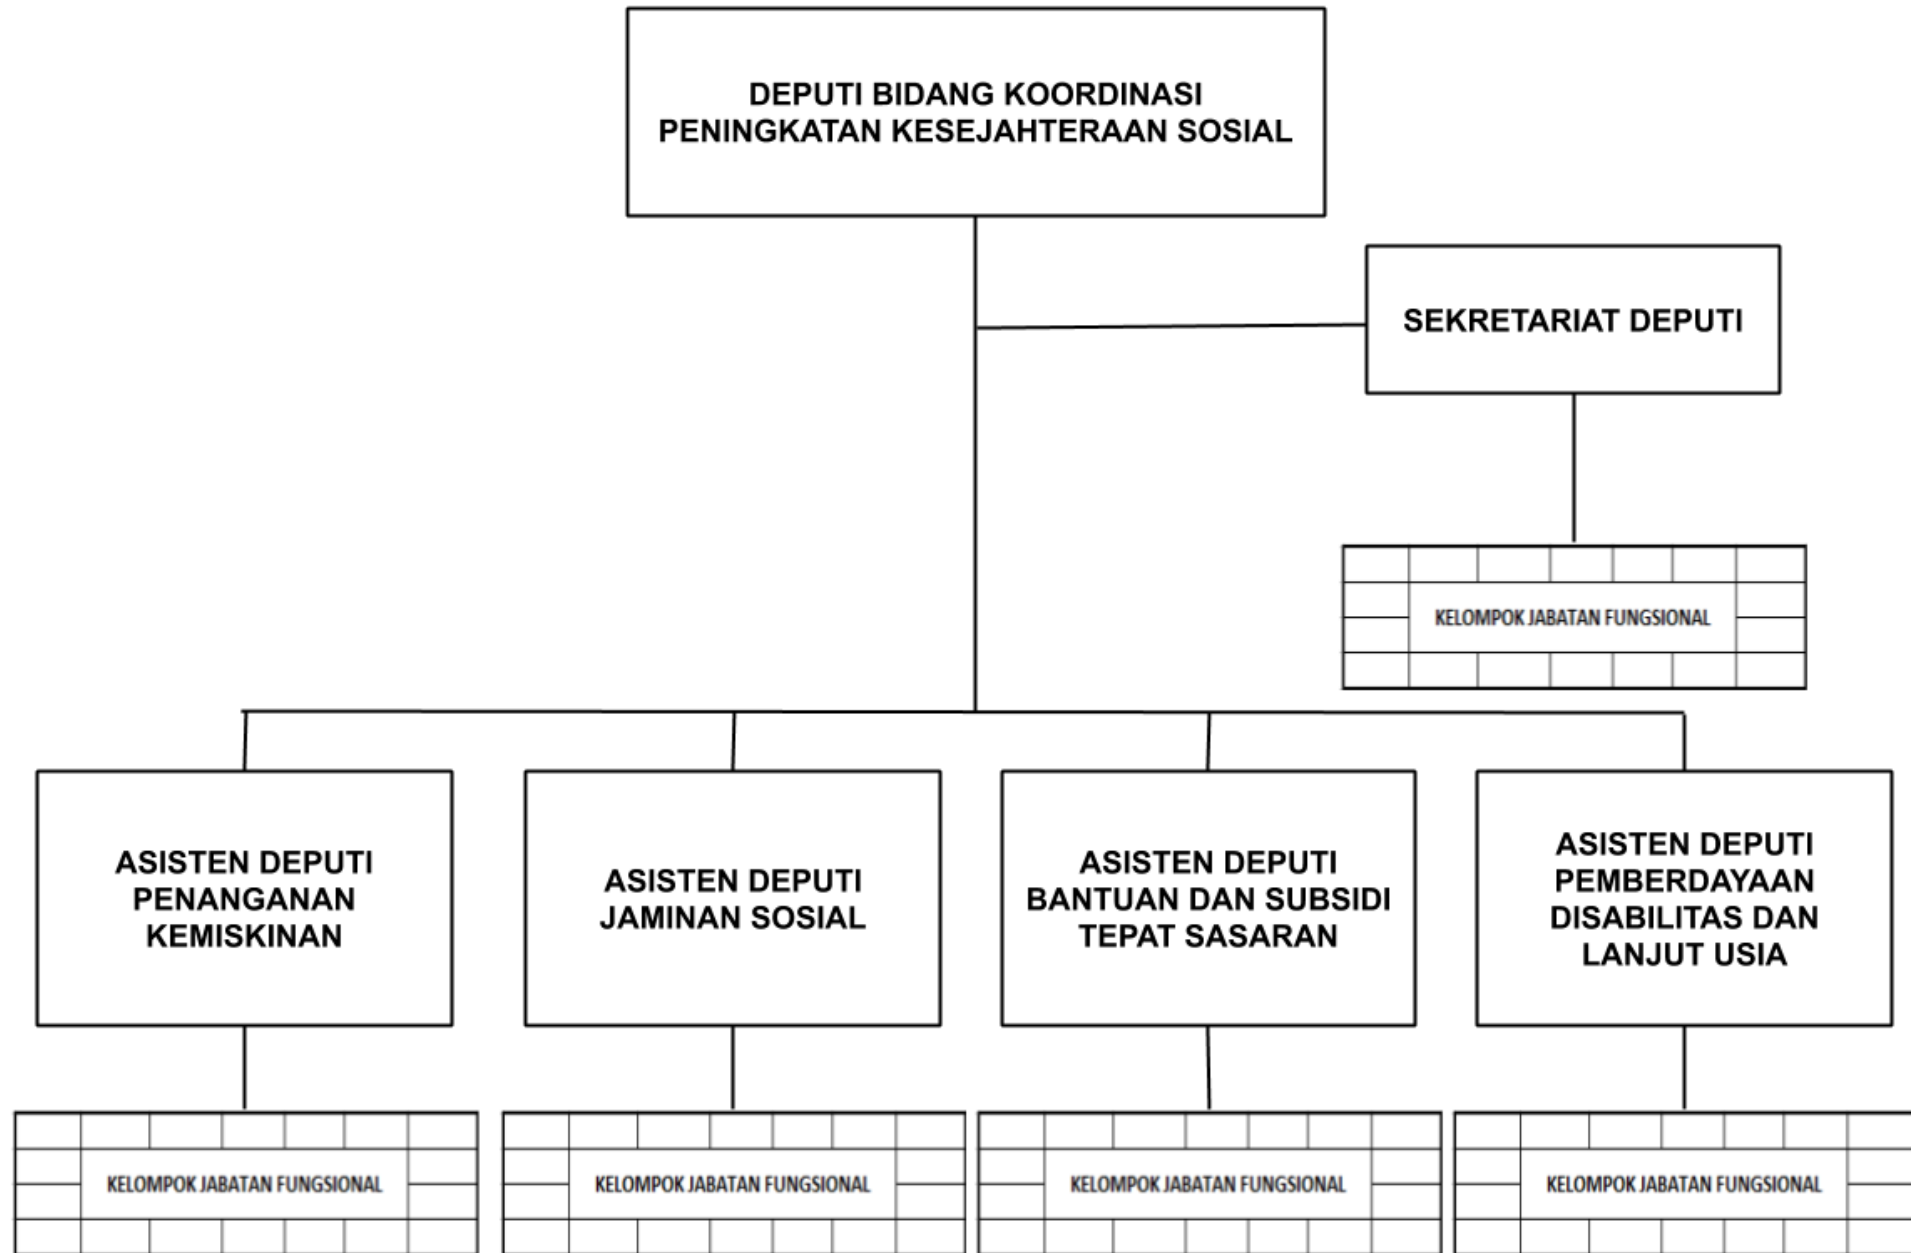 DEPUTI BIDANG KOORDINASI
PENINGKATAN KESEJAHTERAAN SOSIAL
SEKRETARIAT DEPUTI
KELOMPOK JABATAN FUNGSIONAL
ASISTEN DEPUTI
PENANGANAN
KEMISKINAN
ASISTEN DEPUTI
JAMINAN SOSIAL
ASISTEN DEPUTI
BANTUAN DAN SUBSIDI
TEPAT SASARAN
ASISTEN DEPUTI
PEMBERDAYAAN
DISABILITAS DAN
LANJUT USIA
KELOMPOK JABATAN FUNGSIONAL
KELOMPOK JABATAN FUNGSIONAL
KELOMPOK JABATAN FUNGSIONAL
KELOMPOK JABATAN FUNGSIONAL